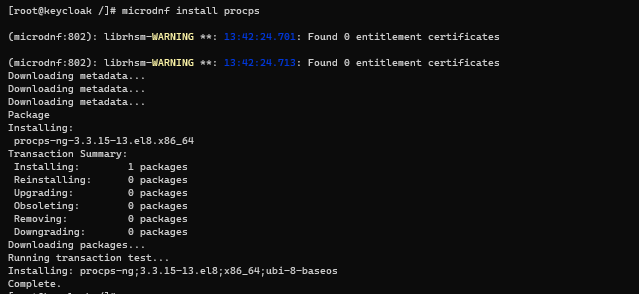 [root@keycloak /]# microdnf install procps
(microdnf:802): librhsm-WARNING **: 13:42:24.701: Found 0 entitlement certificates
(microdnf:802): librhsm-WARNING **: 13:42:24.713: Found 0 entitlement certificates
Downloading metadata...
Downloading metadata...
Downloading metadata...
Package
Installing:
 procps-ng-3.3.15-13.el8.x86_64
Transaction Summary:
 Installing:        1 packages
 Reinstalling:      0 packages
 Upgrading:         0 packages
 Obsoleting:        0 packages
 Removing:          0 packages
 Downgrading:       0 packages
Downloading packages...
Running transaction test...
Installing: procps-ng;3.3.15-13.el8;x86_64;ubi-8-baseos
Complete.